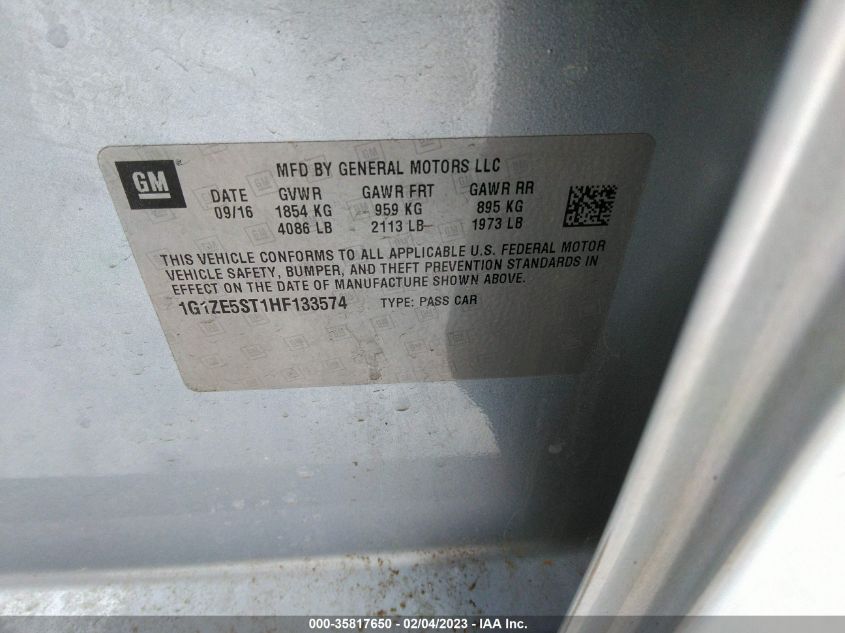 GM ®
MFD BY GENERAL MOTORS LLC
DATE GVWR GAWR FRT GAWR RR
09/16 1854 KG 959 KG 895 KG
4086 LB 2113 LB 1973 LB
THIS VEHICLE CONFORMS TO ALL APPLICABLE U.S. FEDERAL MOTOR
VEHICLE SAFETY, BUMPER, AND THEFT PREVENTION STANDARDS IN
EFFECT ON THE DATE OF MANUFACTURE SHOWN ABOVE.
1G1ZE5ST1HF133574 TYPE: PASS CAR
000-35817650 - 02/04/2023 - IAA Inc.